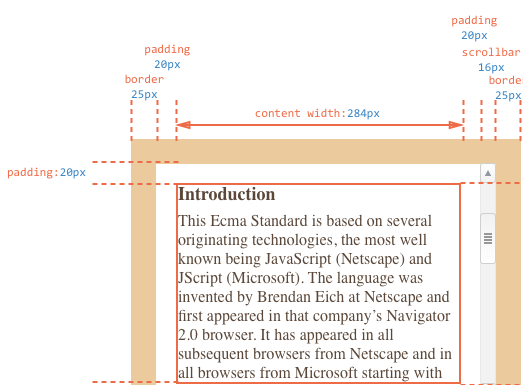 padding
20px
padding
20px
scrollbar
16px
border
25px
borde
25px
content width:284px
padding:20px
Introduction
This Ecma Standard is based on several
originating technologies, the most well
known being JavaScript (Netscape) and
JScript (Microsoft). The language was
invented by Brendan Eich at Netscape and
first appeared in that company's Navigator
2.0 browser. It has appeared in all
subsequent browsers from Netscape and in
all browsers from Microsoft starting with